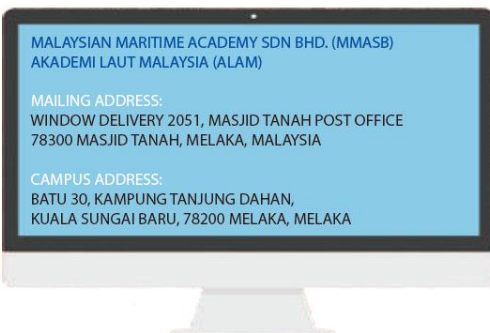 MALAYSIAN MARITIME ACADEMY SDN BHD. (MMASB)
AKADEMI LAUT MALAYSIA (ALAM)
MAILING ADDRESS:
WINDOW DELIVERY 2051, MASJID TANAH POST OFFICE
78300 MASJID TANAH, MELAKA, MALAYSIA
CAMPUS ADDRESS:
BATU 30, KAMPUNG TANJUNG DAHAN,
KUALA SUNGAI BARU, 78200 MELAKA, MELAKA